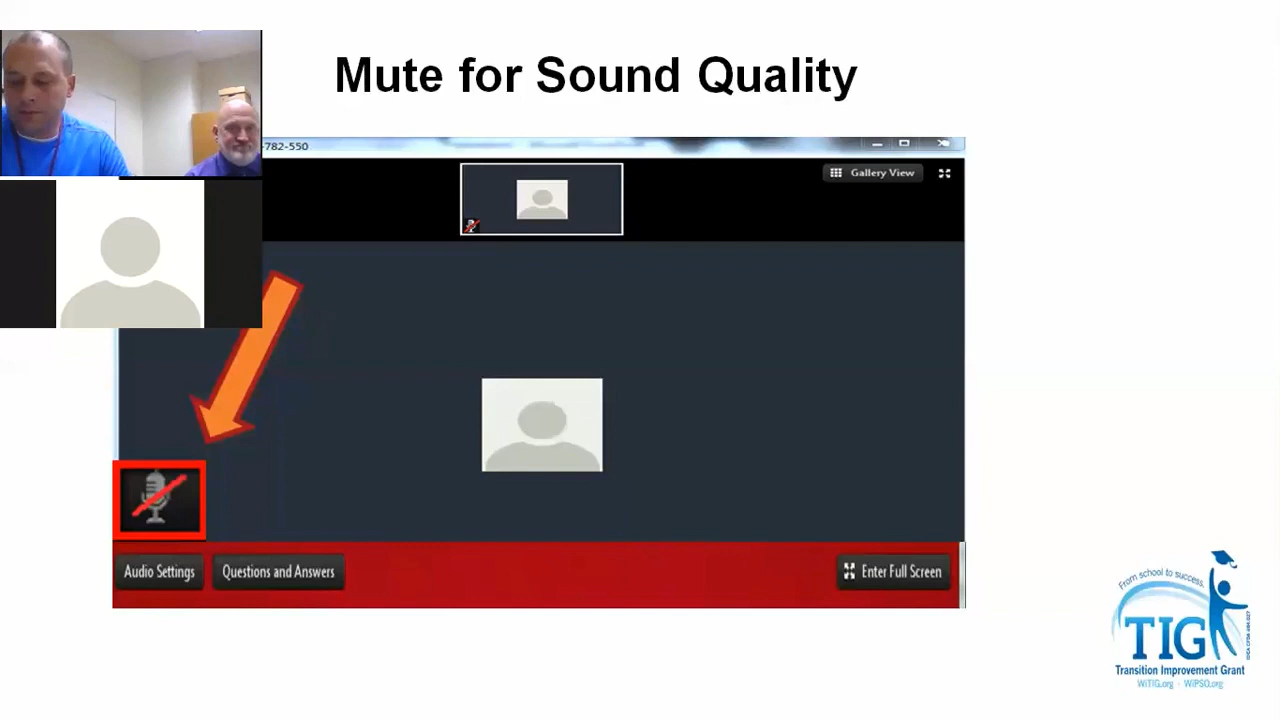 Mute for Sound Quality
-782-550
Gallery View
Audio Settings
Questions and Answers
Enter Full Screen
From school to success.
TIG
Transition Improvement Grant
WiTIG.org - WiPSO.org